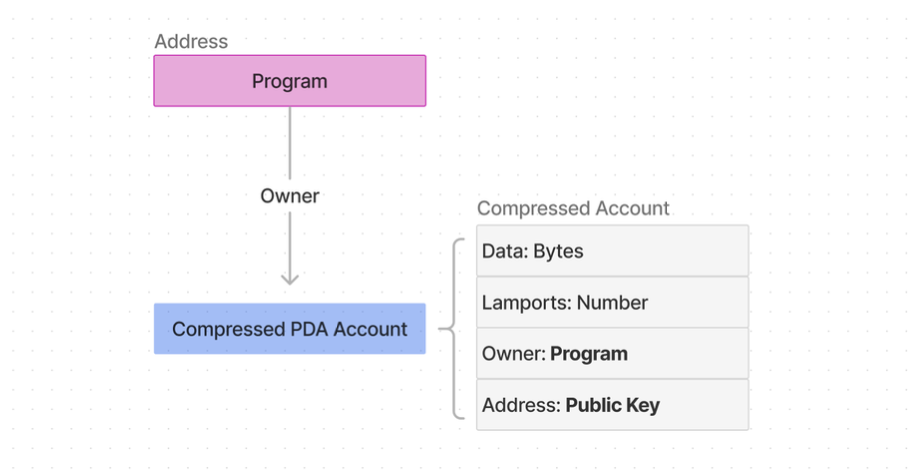 Address
Program
Owner
Compressed Account
Data: Bytes
Lamports: Number
Owner: Program
Address: Public Key
Compressed PDA Account